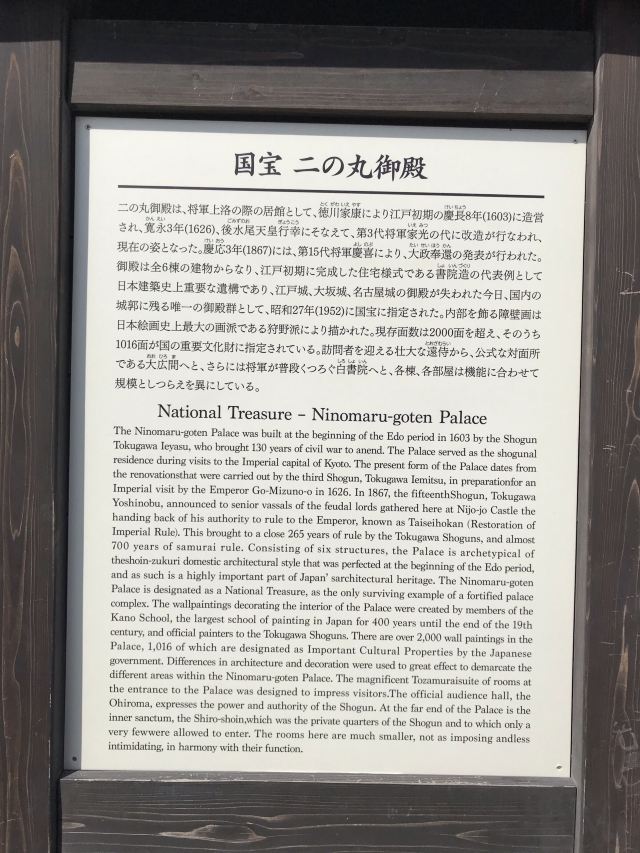 国宝 二の丸御殿
二の丸御殿は、将軍上洛の際の居館として、徳川家康により江戸初期の慶長8年(1603)に造営
され、寛永3年(1626)、後水尾天皇行幸にそなえて、第3代将軍家光の代に改造が行なわれ、
現在の姿となった。慶応3年(1867)には、第15代将軍慶喜により、大政奉還の発表が行われた。
御殿は全6棟の建物からなり、江戸初期に完成した住宅様式である書院造の代表例として
日本建築史上重要な遺構であり、江戸城、大坂城、名古屋城の御殿が失われた今日、国内の
城郭に残る唯一の御殿群として、昭和27年(1952)に国宝に指定された。内部を飾る障壁画は
日本絵画史上最大の画派である狩野派により描かれた。現存面数は2000面を超え、そのうち
1016面が国の重要文化財に指定されている。訪問者を迎える壮大な遠侍から、公式な対面所
である大広間へと、さらには将軍が普段くつろぐ白書院へと、各棟、各部屋は機能に合わせて
規模としつらえを異にしている。
National Treasure – Ninomaru-goten Palace
The Ninomaru-goten Palace was built at the beginning of the Edo period in 1603 by the Shogun
Tokugawa Ieyasu, who brought 130 years of civil war to anend. The Palace served as the shogunal
residence during visits to the Imperial capital of Kyoto. The present form of the Palace dates from
the renovationsthat were carried out by the third Shogun, Tokugawa Iemitsu, in preparationfor an
Imperial visit by the Emperor Go-Mizuno-o in 1626. In 1867, the fifteenthShogun, Tokugawa
Yoshinobu, announced to senior vassals of the feudal lords gathered here at Nijo-jo Castle the
handing back of his authority to rule to the Emperor, known as Taiseihokan (Restoration of
Imperial Rule). This brought to a close 265 years of rule by the Tokugawa Shoguns, and almost
700 years of samurai rule. Consisting of six structures, the Palace is archetypical of
theshoin-zukuri domestic architectural style that was perfected at the beginning of the Edo period,
and as such is a highly important part of Japan' sarchitectural heritage. The Ninomaru-goten
Palace is designated as a National Treasure, as the only surviving example of a fortified palace
complex. The wallpaintings decorating the interior of the Palace were created by members of the
Kano School, the largest school of painting in Japan for 400 years until the end of the 19th
century, and official painters to the Tokugawa Shoguns. There are over 2,000 wall paintings in the
Palace, 1,016 of which are designated as Important Cultural Properties by the Japanese
government. Differences in architecture and decoration were used to great effect to demarcate the
different areas within the Ninomaru-goten Palace. The magnificent Tozamuraisuite of rooms at
the entrance to the Palace was designed to impress visitors.The official audience hall, the
Ohiroma, expresses the power and authority of the Shogun. At the far end of the Palace is the
inner sanctum, the Shiro-shoin,which was the private quarters of the Shogun and to which only a
very fewwere allowed to enter. The rooms here are much smaller, not as imposing andless
intimidating, in harmony with their function.